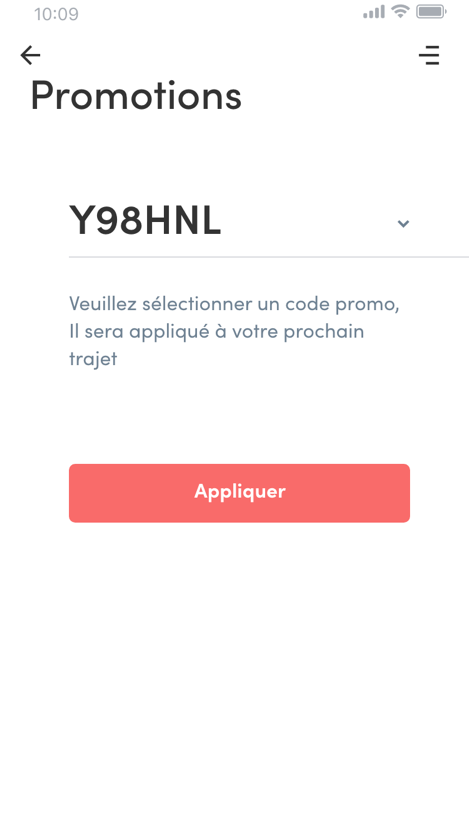 10:09
Promotions
Y98HNL
Veuillez sélectionner un code promo,
Il sera appliqué à votre prochain
trajet
Appliquer